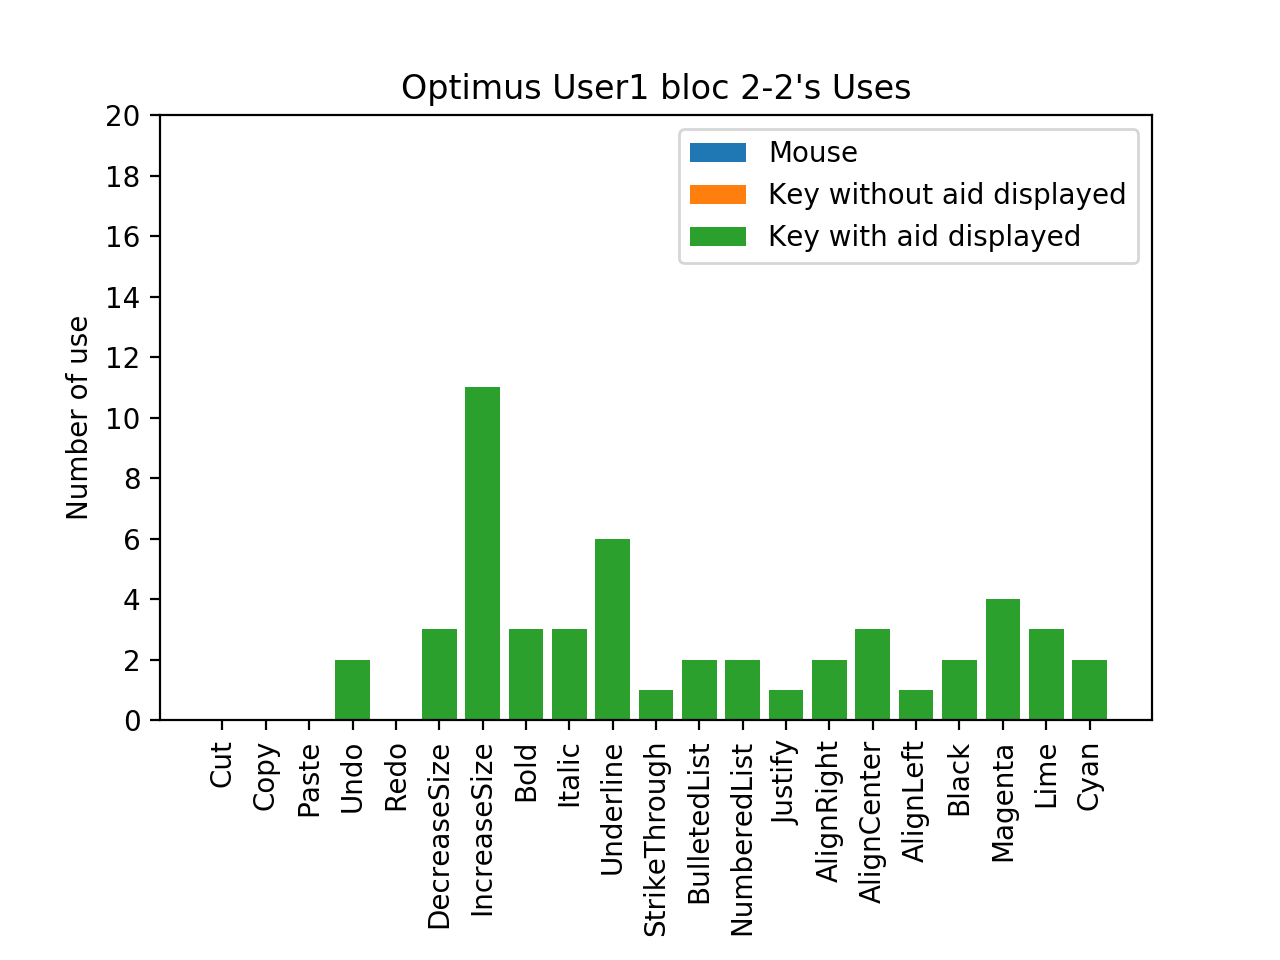 Optimus User1 bloc 2-2's Uses
Mouse
Key without aid displayed
Key with aid displayed
Number of use
20
18
16
14
12
10
8
6
4
2
0
Cut
Copy
Paste
Undo
Redo
DecreaseSize
IncreaseSize
Bold
Italic
Underline
StrikeThrough
BulletedList
NumberedList
Justify
AlignRight
AlignCenter
AlignLeft
Black
Magenta
Lime
Cyan